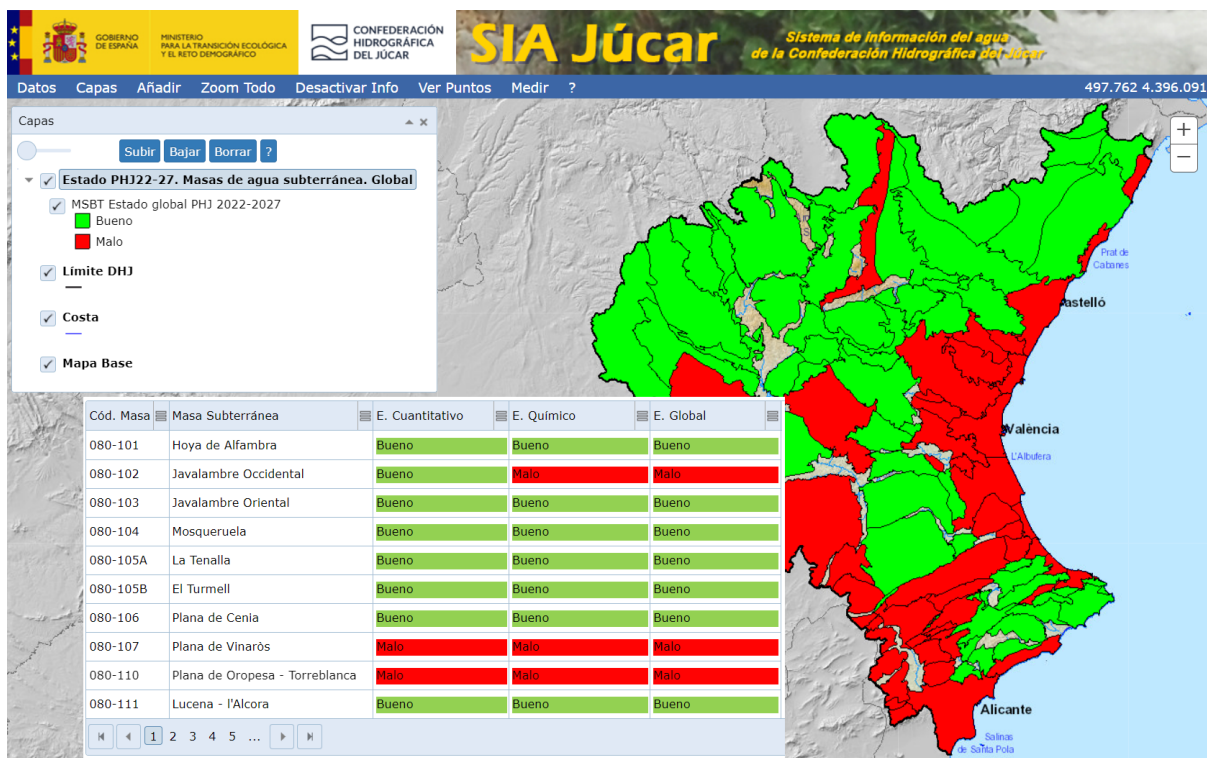 GOBIERNO
DE ESPAÑA
MINISTERIO
PARA LA TRANSICIÓN ECOLÓGICA
Y EL RETO DEMOGRÁFICO
CONFEDERACIÓN
HIDROGRÁFICA
DEL JÚCAR
SIA Júcar
Sistema de información del agua
de la Confederación Hidrográfica del Júcar
Datos Capas Añadir Zoom Todo Desactivar Info Ver Puntos Medir ? 497.762 4.396.091
Capas
Subir Bajar Borrar ?
Estado PHJ22-27. Masas de agua subterránea. Global
MSBT Estado global PHJ 2022-2027
Bueno
Malo
Límite DHJ
Costa
Mapa Base
+
−
Prat de
Cabanes
astelló
València
L'Albufera
Alicante
Salinas
de Santa Pola
Cód. Masa Masa Subterránea E. Cuantitativo E. Químico E. Global
080-101 Hoya de Alfambra Bueno Bueno Bueno
080-102 Javalambre Occidental Bueno Malo Malo
080-103 Javalambre Oriental Bueno Bueno Bueno
080-104 Mosqueruela Bueno Bueno Bueno
080-105A La Tenalla Bueno Bueno Bueno
080-105B El Turmell Bueno Bueno Bueno
080-106 Plana de Cenia Bueno Bueno Bueno
080-107 Plana de Vinaròs Malo Malo Malo
080-110 Plana de Oropesa - Torreblanca Malo Malo Malo
080-111 Lucena - l'Alcora Bueno Bueno Bueno
1 2 3 4 5 ...